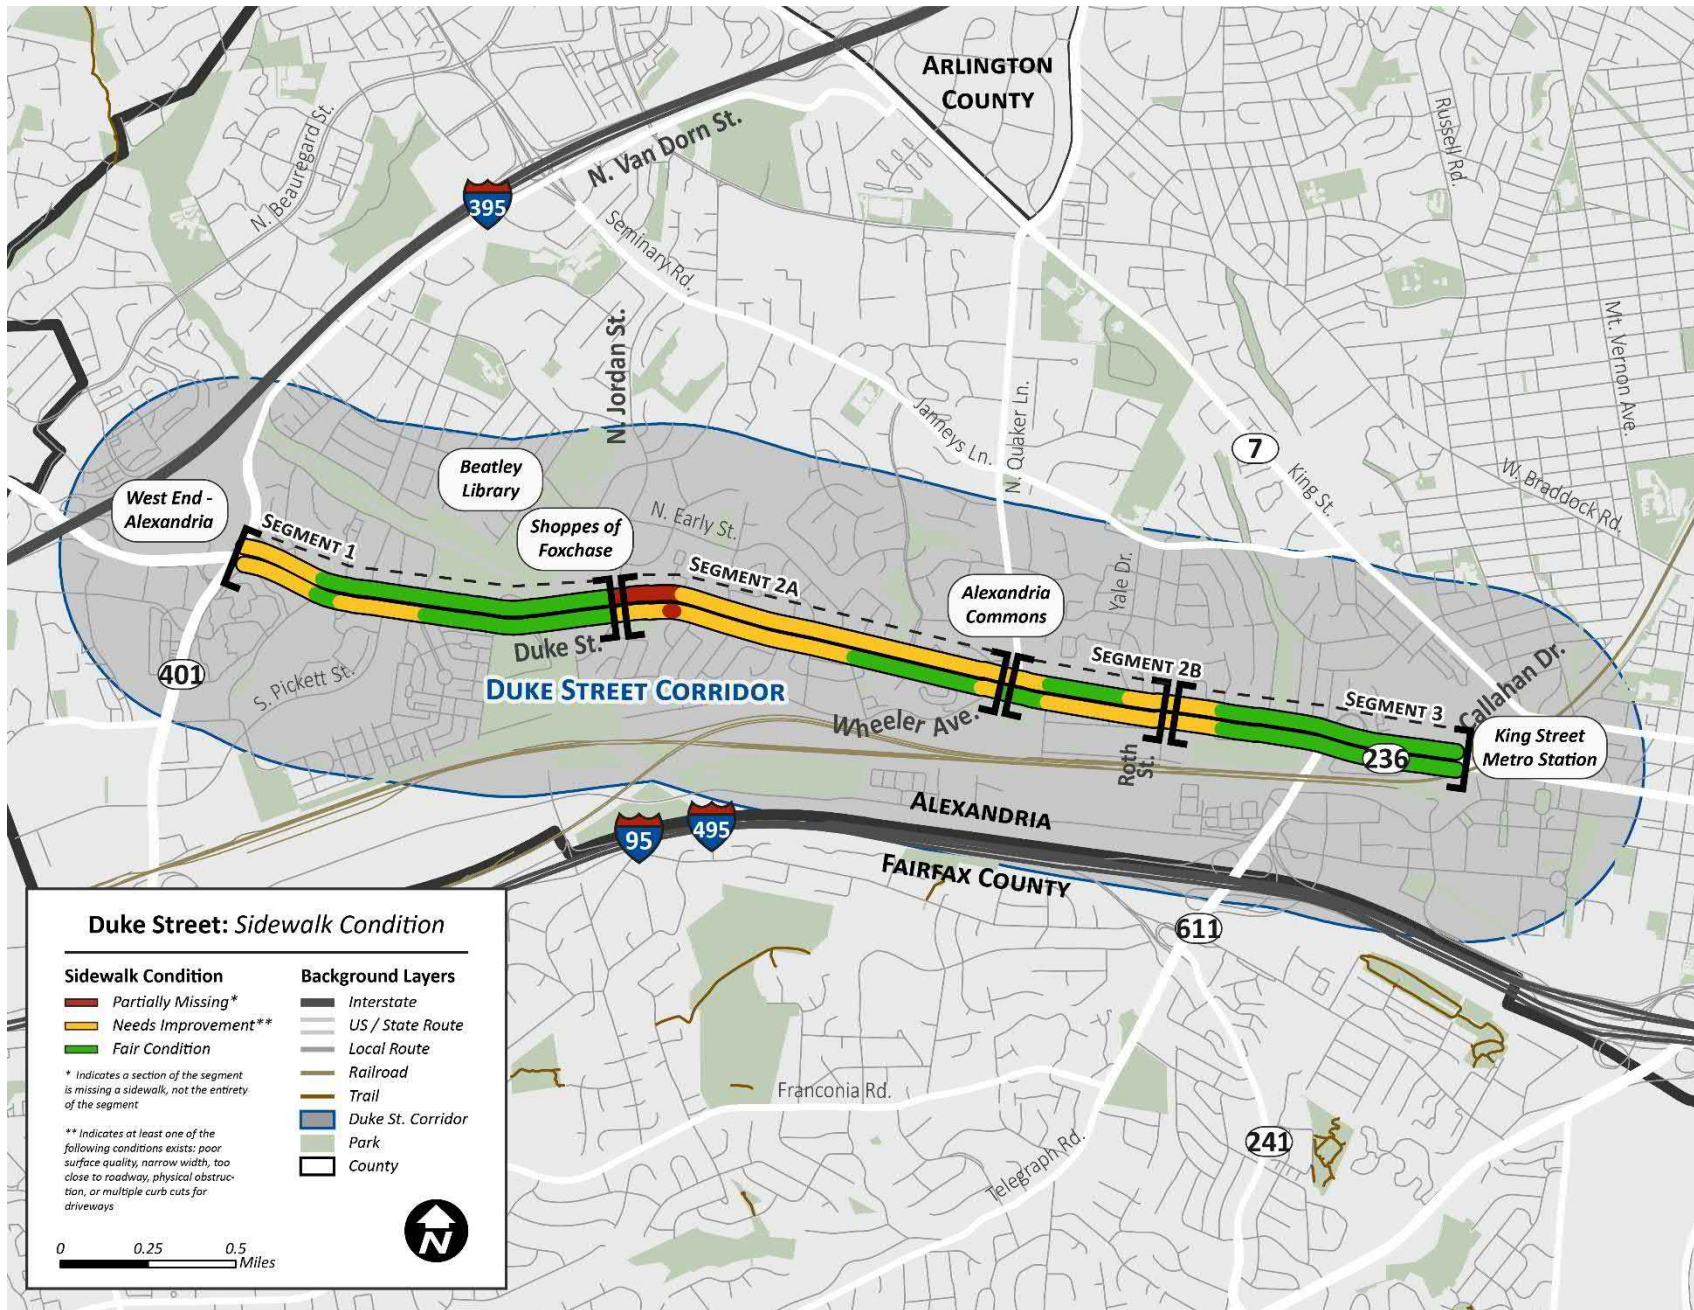 ARLINGTON
COUNTY
N. Van Dorn St.
N. Beauregard St.
395
Russell Rd.
Seminary Rd.
Mt. Vernon Ave.
N. Jordan St.
Janneys Ln.
N. Quaker Ln.
7
King St.
W. Braddock Rd.
West End -
Alexandria
Beatley
Library
Shoppes of
Foxchase
N. Early St.
SEGMENT 1
SEGMENT 2A
Alexandria
Commons
Yale Dr.
SEGMENT 2B
SEGMENT 3
Callahan Dr.
King Street
Metro Station
Duke St.
401
S. Pickett St.
DUKE STREET CORRIDOR
Wheeler Ave.
Roth
St.
236
ALEXANDRIA
95
495
FAIRFAX COUNTY
611
Franconia Rd.
Telegraph Rd.
241
Duke Street: Sidewalk Condition
Sidewalk Condition
Partially Missing*
Needs Improvement**
Fair Condition
* Indicates a section of the segment
is missing a sidewalk, not the entirety
of the segment
** Indicates at least one of the
following conditions exists: poor
surface quality, narrow width, too
close to roadway, physical obstruc-
tion, or multiple curb cuts for
driveways
Background Layers
Interstate
US / State Route
Local Route
Railroad
Trail
Duke St. Corridor
Park
County
0 0.25 0.5
Miles
N